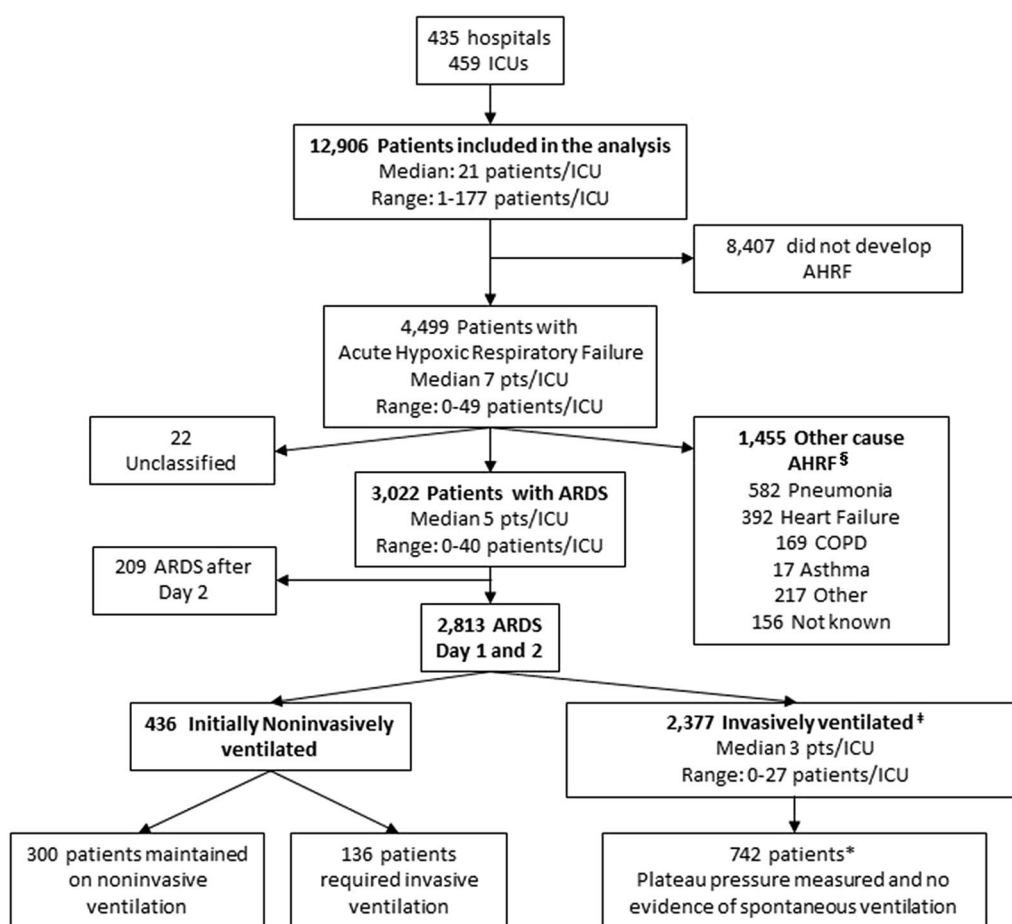 435 hospitals
459 ICUs
12,906 Patients included in the analysis
Median: 21 patients/ICU
Range: 1-177 patients/ICU
8,407 did not develop
AHRF
4,499 Patients with
Acute Hypoxic Respiratory Failure
Median 7 pts/ICU
Range: 0-49 patients/ICU
22
Unclassified
1,455 Other cause
AHRF§
582 Pneumonia
392 Heart Failure
169 COPD
17 Asthma
217 Other
156 Not known
3,022 Patients with ARDS
Median 5 pts/ICU
Range: 0-40 patients/ICU
209 ARDS after
Day 2
2,813 ARDS
Day 1 and 2
436 Initially Noninvasively
ventilated
2,377 Invasively ventilated ‡
Median 3 pts/ICU
Range: 0-27 patients/ICU
300 patients maintained
on noninvasive
ventilation
136 patients
required invasive
ventilation
742 patients*
Plateau pressure measured and no
evidence of spontaneous ventilation